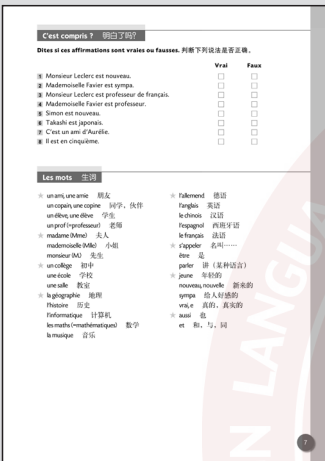 C'est compris ? 明白了吗?
Dites si ces affirmations sont vraies ou fausses. 判断下列说法是否正确。
Vrai Faux
1 Monsieur Leclerc est nouveau.
2 Mademoiselle Favier est sympa.
3 Monsieur Leclerc est professeur de français.
4 Mademoiselle Favier est professeur.
5 Simon est nouveau.
6 Takashi est japonais.
7 C'est un ami d'Aurélie.
8 Il est en cinquième.
Les mots 生词
★ un ami, une amie 朋友
un copain, une copine 同学、伙伴
un élève, une élève 学生
un prof (=professeur) 老师
★ madame (Mme) 夫人
mademoiselle (Mlle) 小姐
monsieur (M.) 先生
★ un collège 初中
une école 学校
une salle 教室
★ la géographie 地理
l'histoire 历史
l'informatique 计算机
les maths (=mathématiques) 数学
la musique 音乐
★ l'allemend 德语
l'anglais 英语
le chinois 汉语
l'espagnol 西班牙语
le français 法语
★ s'appeler 名叫……
être 是
parler 讲（某种语言）
★ jeune 年轻的
nouveau, nouvelle 新来的
sympa 给人好感的
vrai, e 真的，真实的
★ aussi 也
et 和、与、同
N LANGUA
7